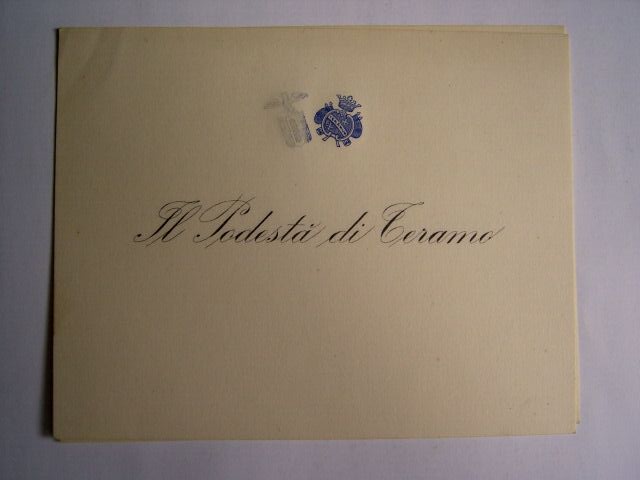 Il Podestà di Teramo